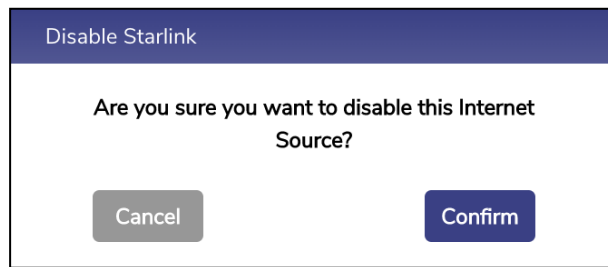 Disable Starlink
Are you sure you want to disable this Internet
Source?
Cancel
Confirm